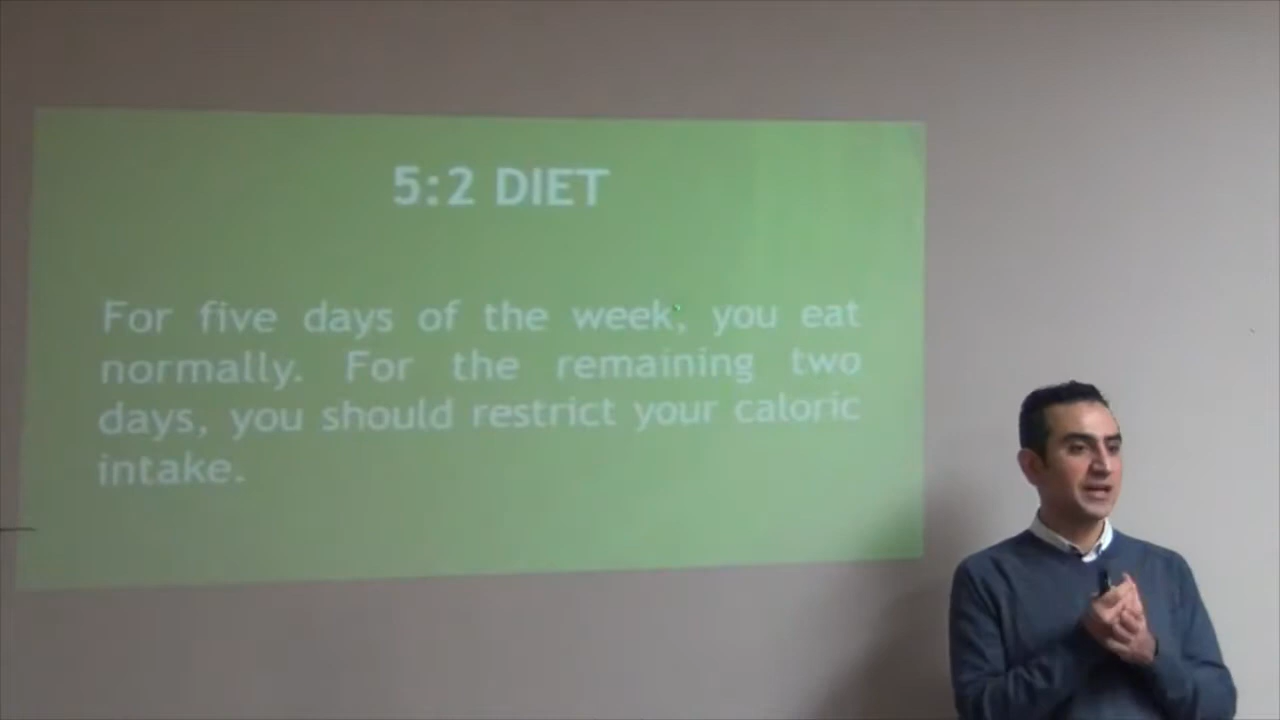 5:2 DIET
For five days of the week, you eat
normally. For the remaining two
days, you should restrict your caloric
intake.